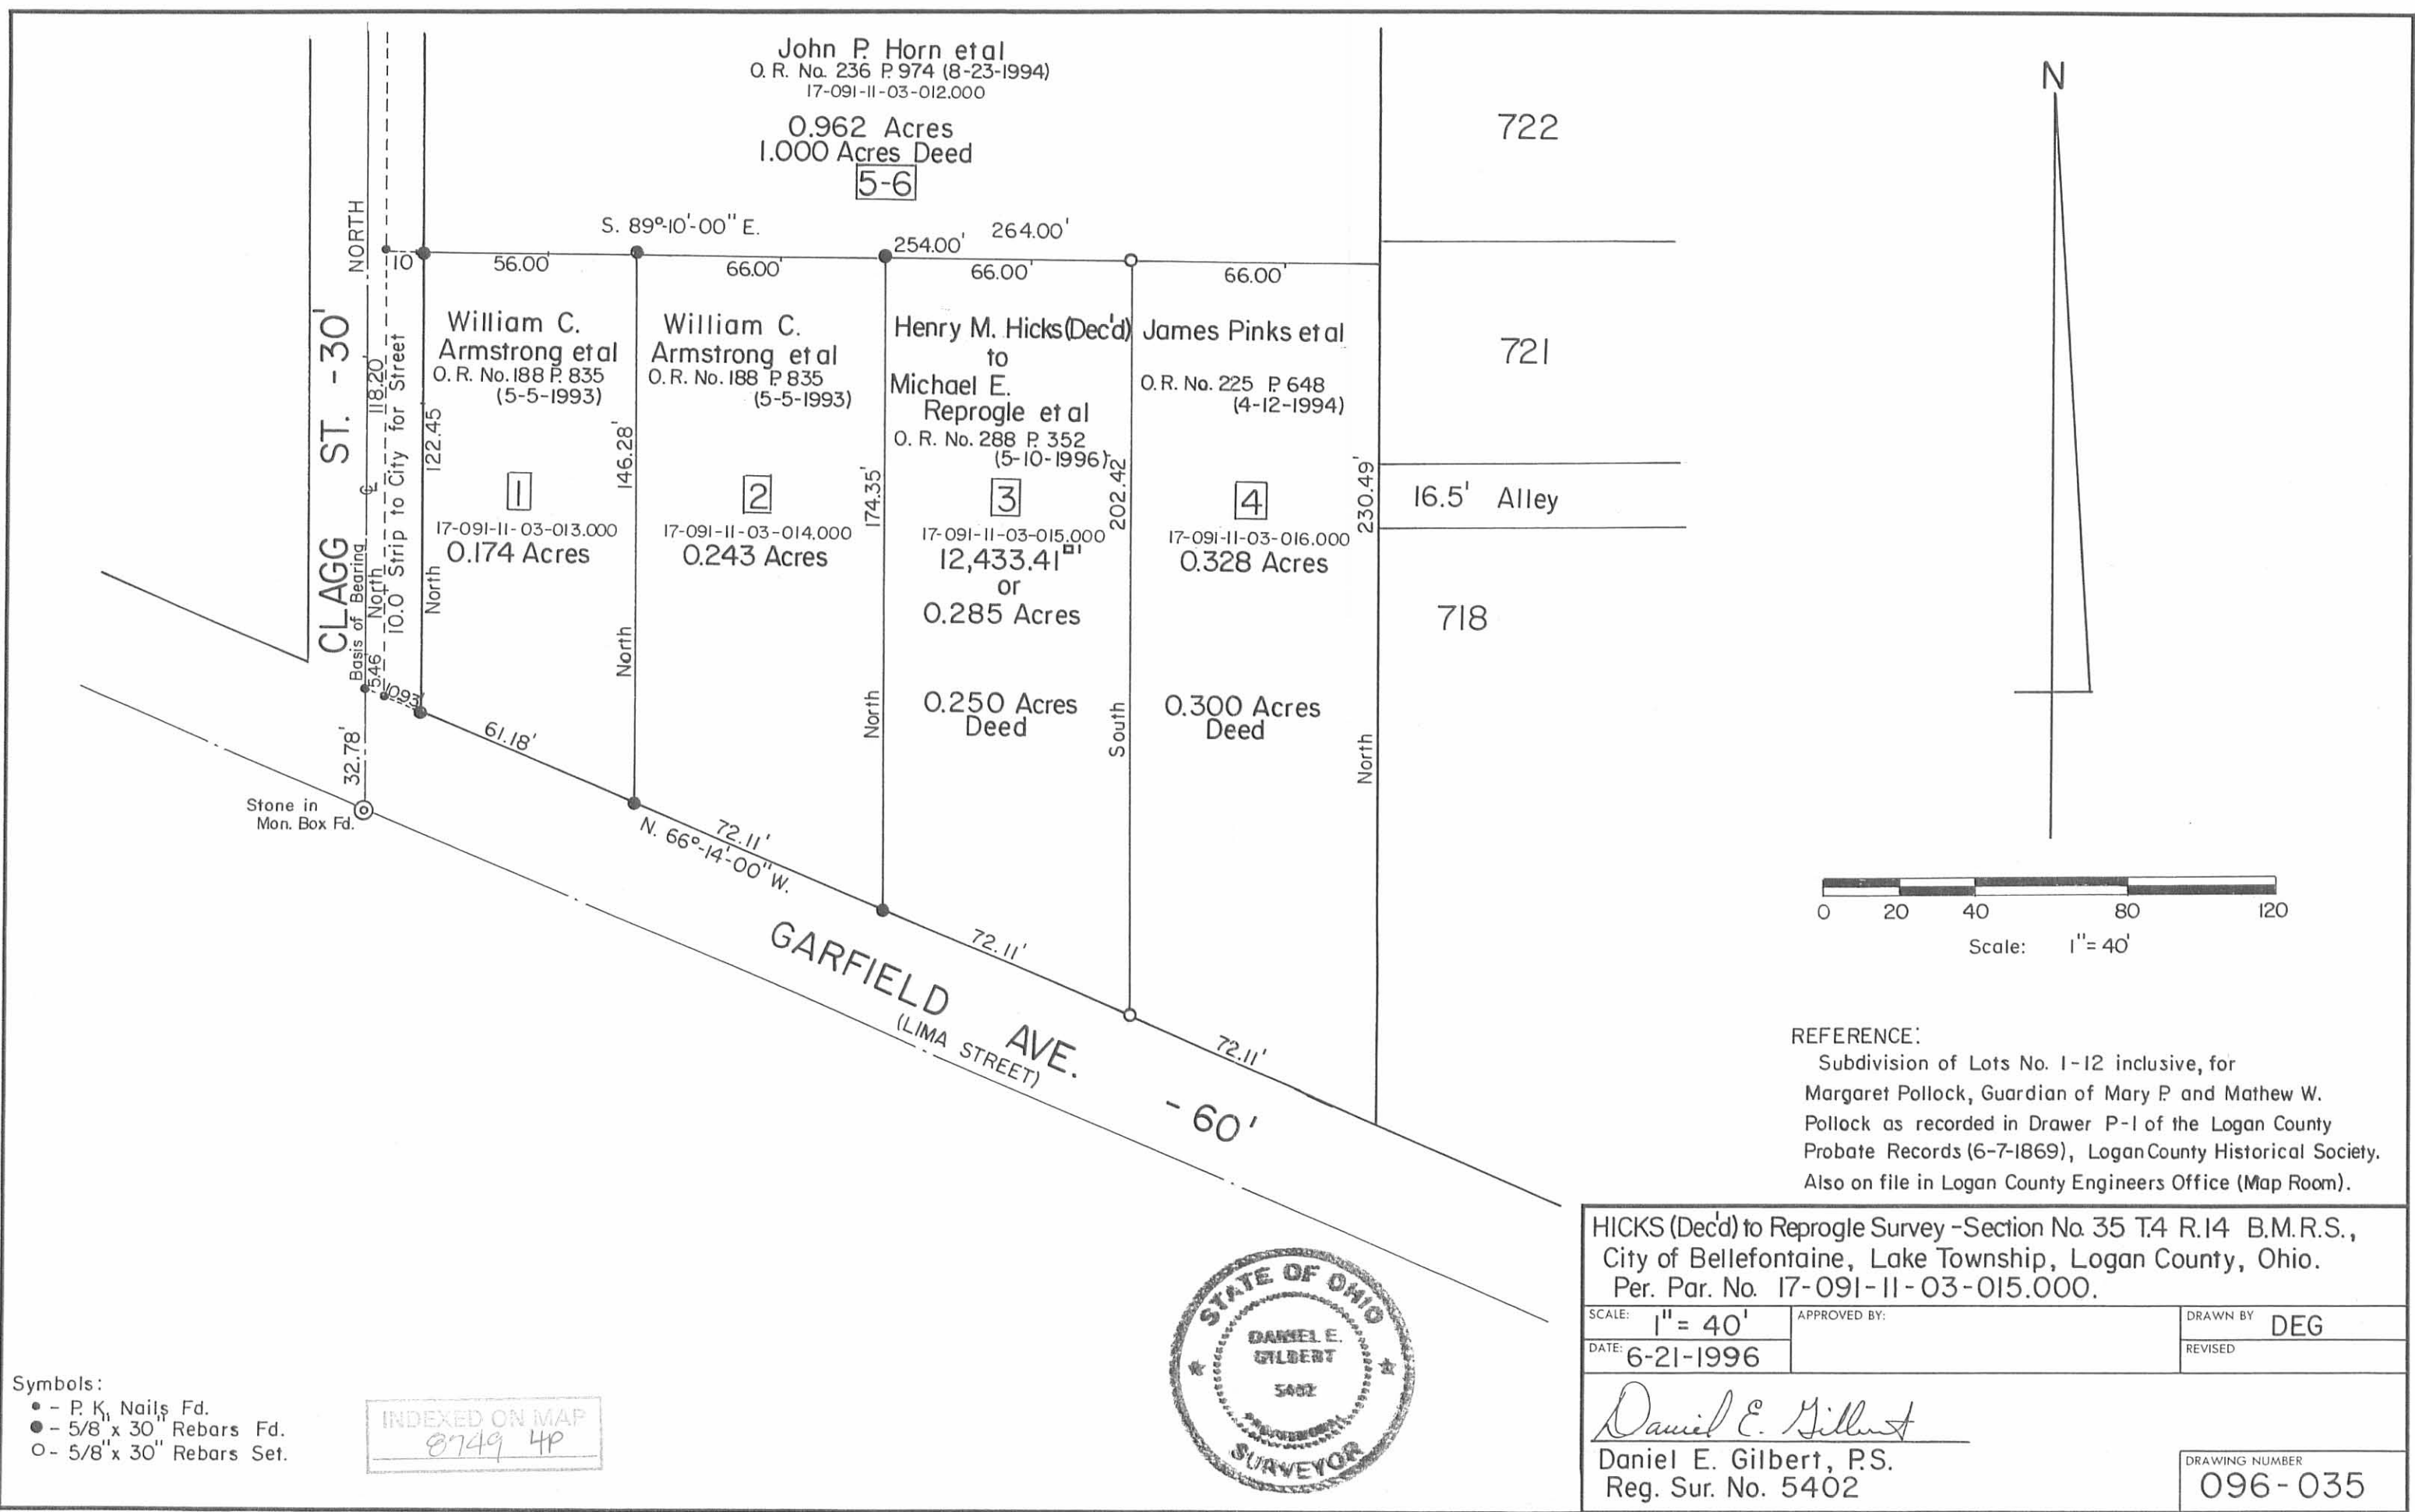 John P. Horn et al
O. R. No. 236 P. 974 (8-23-1994)
17-091-11-03-012.000
0.962 Acres
1.000 Acres Deed
5-6
722
N
NORTH
S. 89°-10'-00" E.
264.00'
254.00'
10'
56.00'
66.00'
66.00'
66.00'
CLAGG ST. -30'
Basis of Bearing
North
118.20'
10.0' Strip to City for Street
William C.
Armstrong et al
O. R. No. 188 P. 835
(5-5-1993)
122.45
North
1
17-091-11-03-013.000
0.174 Acres
William C.
Armstrong et al
O. R. No. 188 P. 835
(5-5-1993)
146.28'
North
2
17-091-11-03-014.000
0.243 Acres
174.35'
North
Henry M. Hicks (Dec'd)
to
Michael E.
Reprogle et al
O. R. No. 288 P. 352
(5-10-1996)
3
17-091-11-03-015.000
12,433.41
or
0.285 Acres
0.250 Acres
Deed
202.42
South
James Pinks et al
O. R. No. 225 P. 648
(4-12-1994)
4
17-091-11-03-016.000
0.328 Acres
0.300 Acres
Deed
230.49'
North
721
16.5' Alley
718
5.46
10.93'
32.78'
Stone in
Mon. Box Fd.
61.18'
72.11'
N. 66°-14'-00" W.
72.11'
72.11'
GARFIELD AVE. - 60'
(LIMA STREET)
0 20 40 80 120
Scale: 1"= 40'
REFERENCE:
Subdivision of Lots No. 1-12 inclusive, for
Margaret Pollock, Guardian of Mary P. and Mathew W.
Pollock as recorded in Drawer P-1 of the Logan County
Probate Records (6-7-1869), Logan County Historical Society.
Also on file in Logan County Engineers Office (Map Room).
HICKS (Dec'd) to Reprogle Survey -Section No. 35 T.4 R.14 B.M.R.S.,
City of Bellefontaine, Lake Township, Logan County, Ohio.
Per. Par. No. 17-091-11-03-015.000.
SCALE: 1"= 40'
APPROVED BY:
DRAWN BY DEG
DATE: 6-21-1996
REVISED
Daniel E. Gilbert
Daniel E. Gilbert, P.S.
Reg. Sur. No. 5402
DRAWING NUMBER
096-035
STATE OF OHIO
DANIEL E.
GILBERT
5402
SURVEYOR
Symbols:
• - P. K. Nails Fd.
● - 5/8" x 30" Rebars Fd.
O - 5/8" x 30" Rebars Set.
INDEXED ON MAP
8749 4P